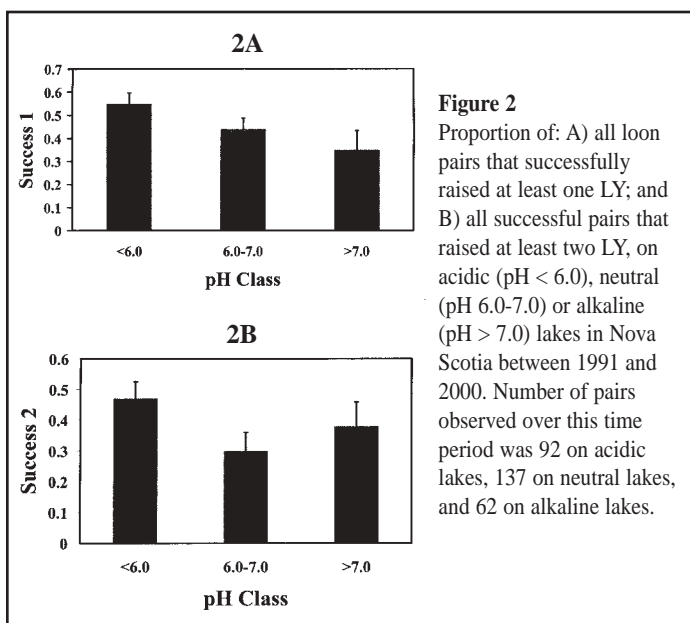 2A
0.7
0.6
0.5
0.4
0.3
0.2
0.1
0
Success 1
<6.0 6.0-7.0 >7.0
pH Class
2B
0.6
0.5
0.4
0.3
0.2
0.1
0
Success 2
<6.0 6.0-7.0 >7.0
pH Class
Figure 2
Proportion of: A) all loon
pairs that successfully
raised at least one LY; and
B) all successful pairs that
raised at least two LY, on
acidic (pH < 6.0), neutral
(pH 6.0-7.0) or alkaline
(pH > 7.0) lakes in Nova
Scotia between 1991 and
2000. Number of pairs
observed over this time
period was 92 on acidic
lakes, 137 on neutral lakes,
and 62 on alkaline lakes.